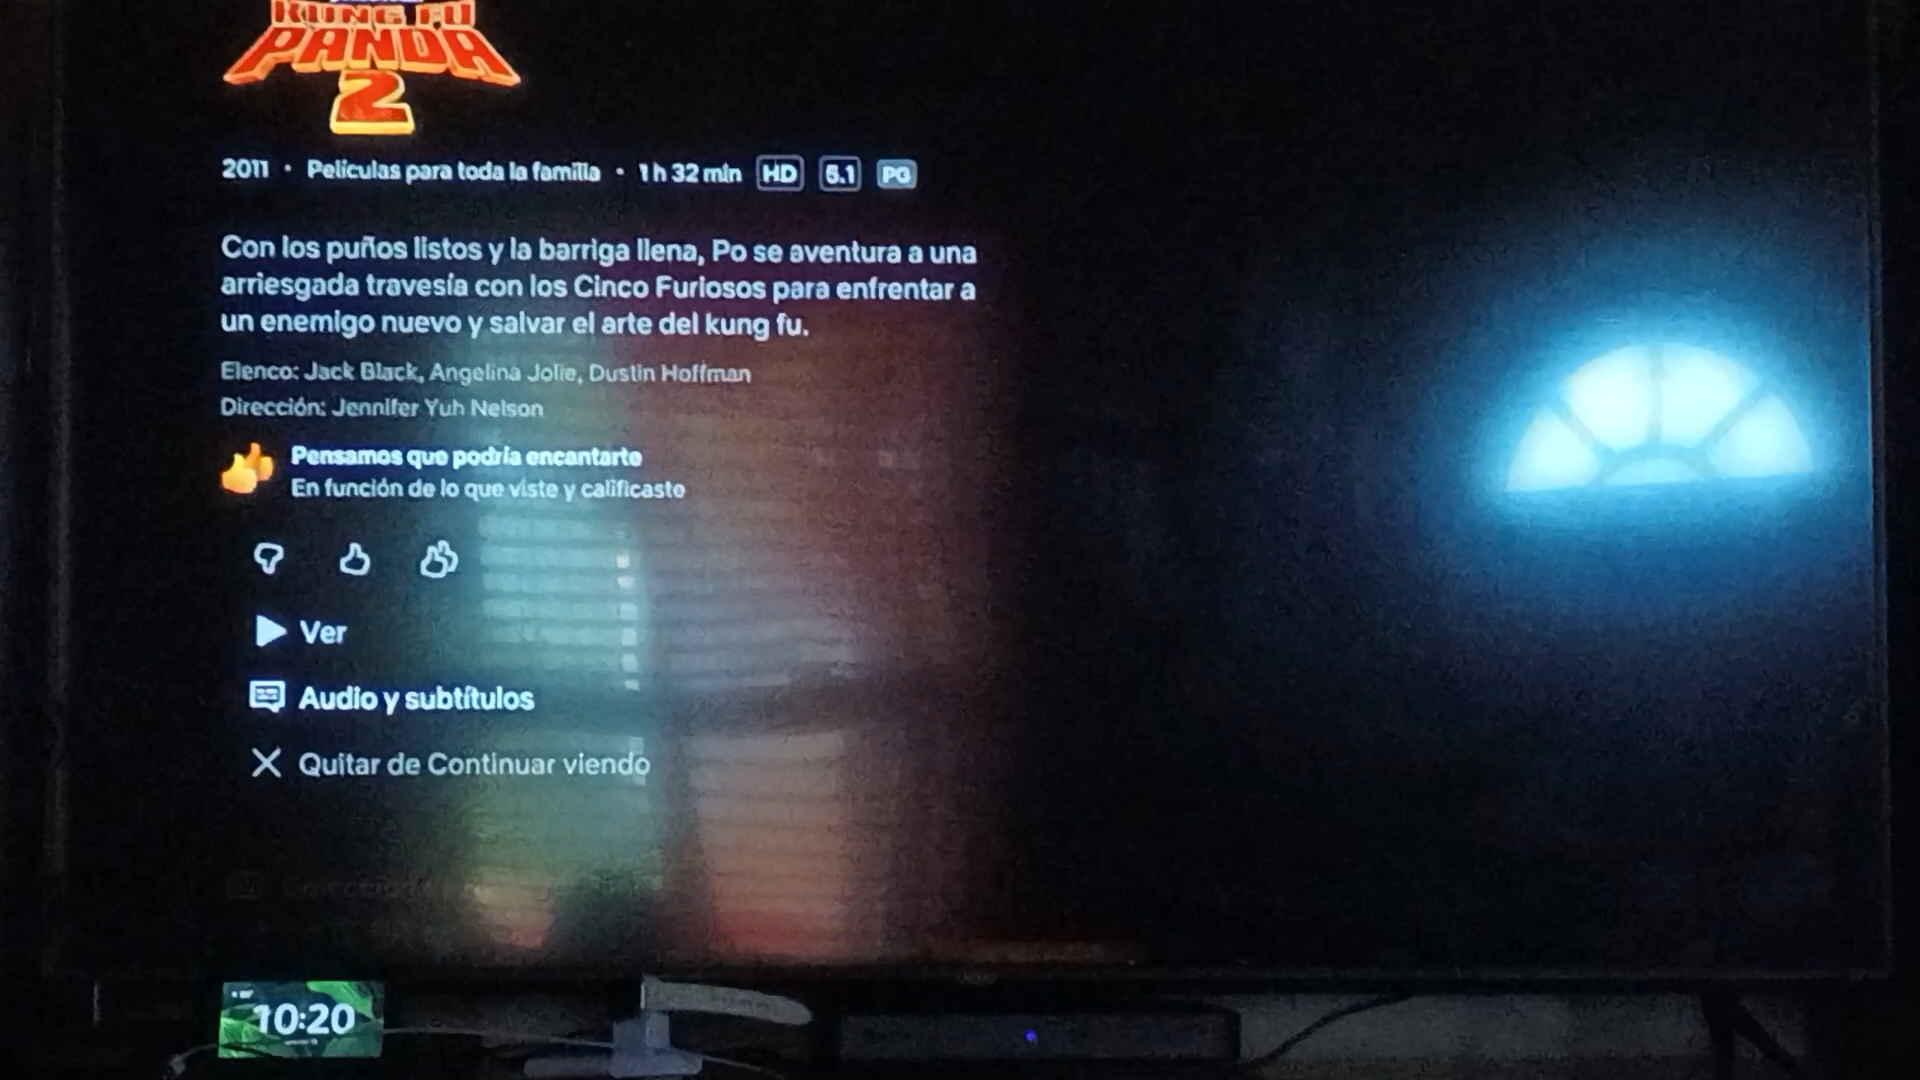 KUNG FU
PANDA
2
2011 • Películas para toda la familia • 1 h 32 min HD 5.1 PG
Con los puños listos y la barriga llena, Po se aventura a una
arriesgada travesía con los Cinco Furiosos para enfrentar a
un enemigo nuevo y salvar el arte del kung fu.
Elenco: Jack Black, Angelina Jolie, Dustin Hoffman
Dirección: Jennifer Yuh Nelson
Pensamos que podría encantarte
En función de lo que viste y calificaste
Ver
Audio y subtítulos
Quitar de Continuar viendo
10:20